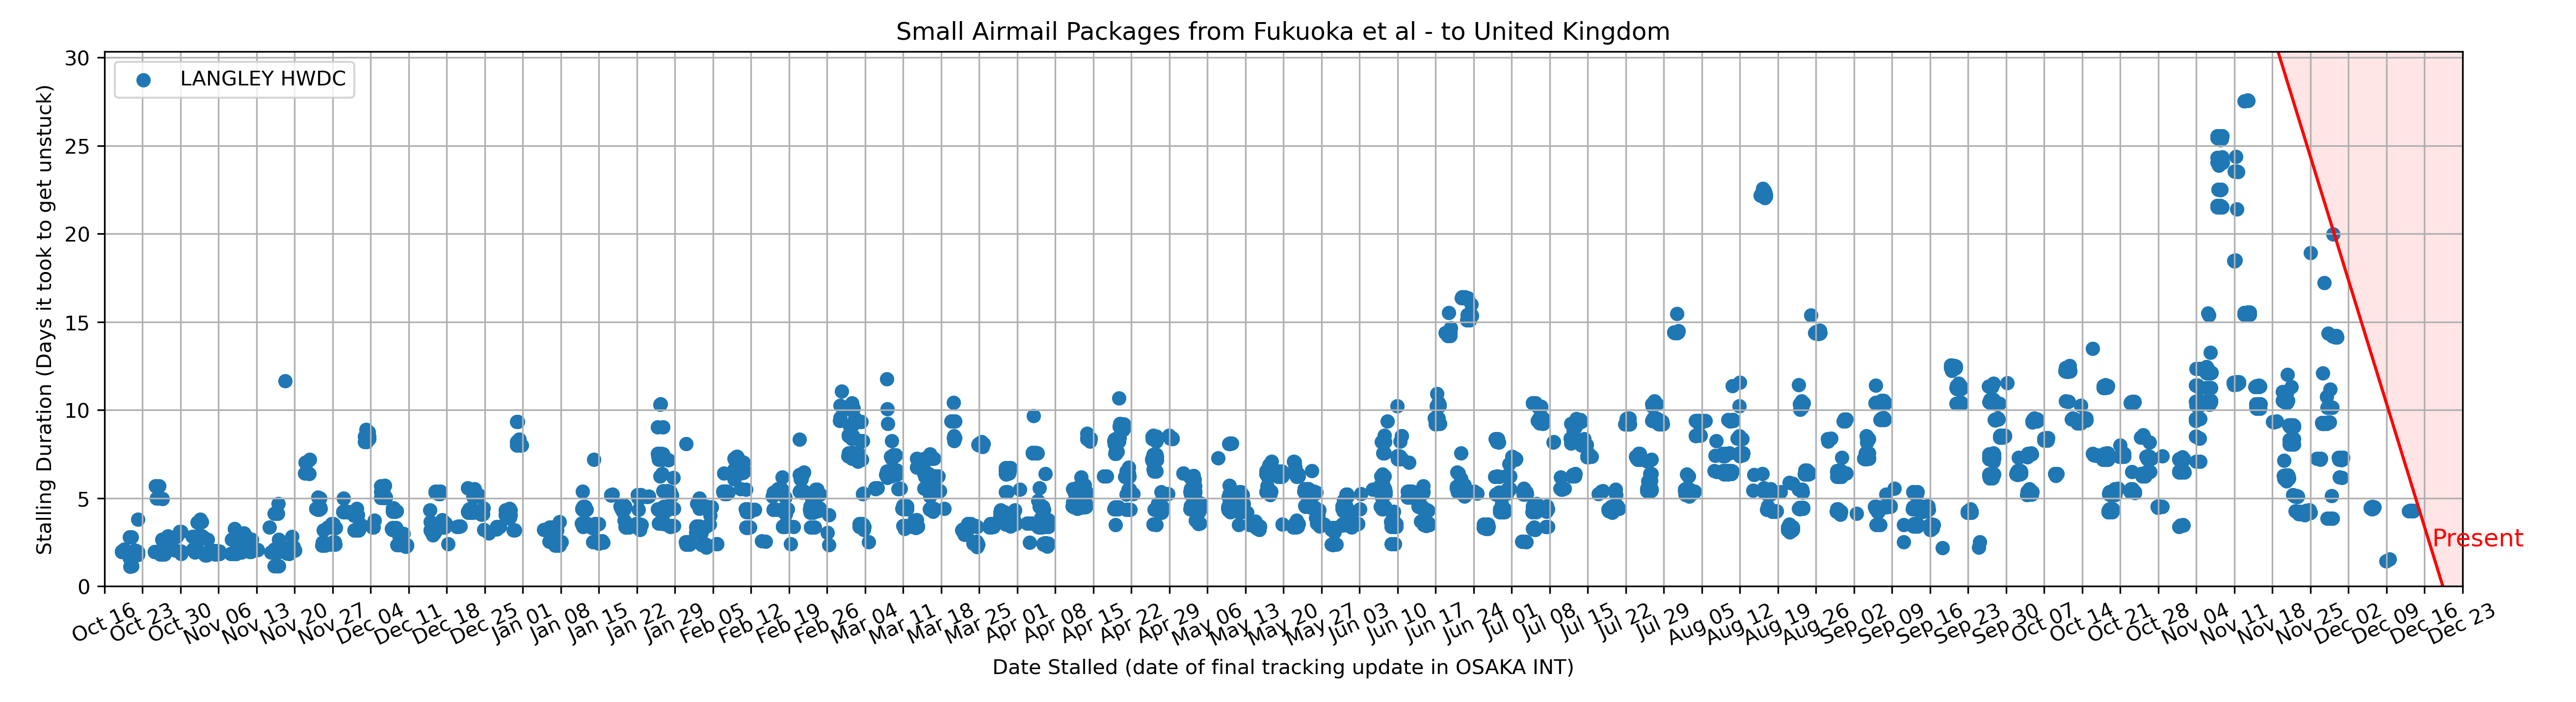 Small Airmail Packages from Fukuoka et al - to United Kingdom
LANGLEY HWDC
Stalling Duration (Days it took to get unstuck)
30
25
20
15
10
5
0
Present
Oct 16
Oct 23
Oct 30
Nov 06
Nov 13
Nov 20
Nov 27
Dec 04
Dec 11
Dec 18
Dec 25
Jan 01
Jan 08
Jan 15
Jan 22
Jan 29
Feb 05
Feb 12
Feb 19
Feb 26
Mar 04
Mar 11
Mar 18
Mar 25
Apr 01
Apr 08
Apr 15
Apr 22
Apr 29
May 06
May 13
May 20
May 27
Jun 03
Jun 10
Jun 17
Jun 24
Jul 01
Jul 08
Jul 15
Jul 22
Jul 29
Aug 05
Aug 12
Aug 19
Aug 26
Sep 02
Sep 09
Sep 16
Sep 23
Sep 30
Oct 07
Oct 14
Oct 21
Oct 28
Nov 04
Nov 11
Nov 18
Nov 25
Dec 02
Dec 09
Dec 16
Dec 23
Date Stalled (date of final tracking update in OSAKA INT)